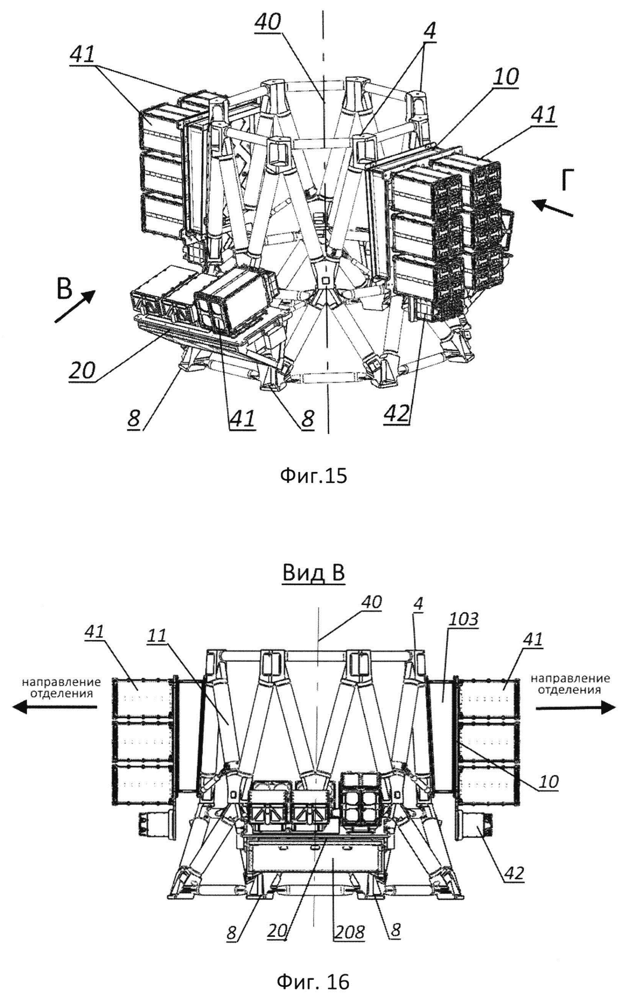 40
4
41
10
41
Г
В
20
8
41
8
42
Фиг.15
Вид В
40
4
103
41
11
41
направление
отделения
направление
отделения
10
42
8
20
208
8
Фиг. 16